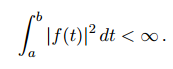 ∫_a^b |f(t)|² dt < ∞ .